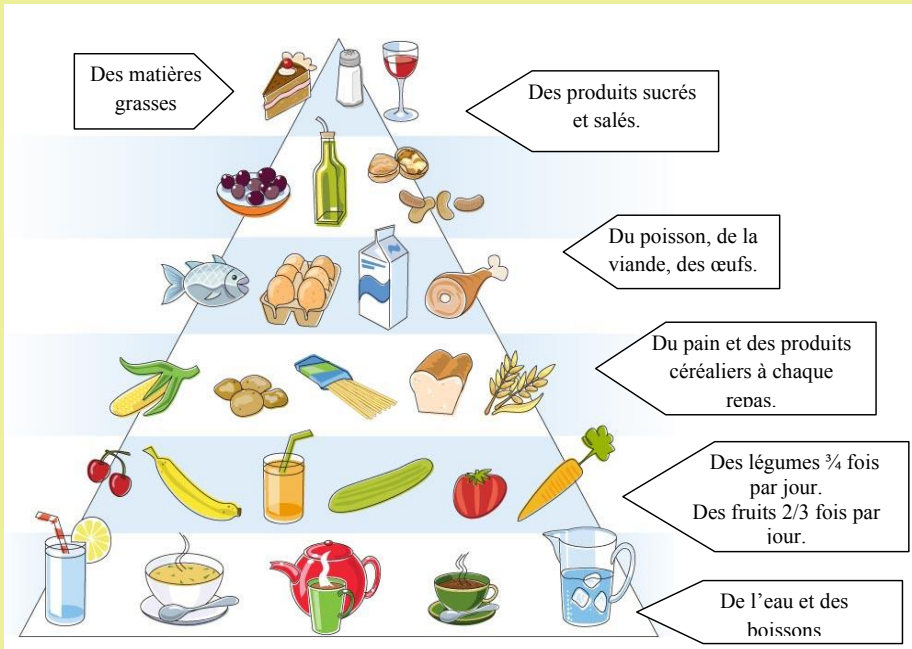 Des matières
grasses
Des produits sucrés
et salés.
Du poisson, de la
viande, des œufs.
Du pain et des produits
céréaliers à chaque
repas.
Des légumes ¾ fois
par jour.
Des fruits 2/3 fois par
jour.
De l’eau et des
boissons